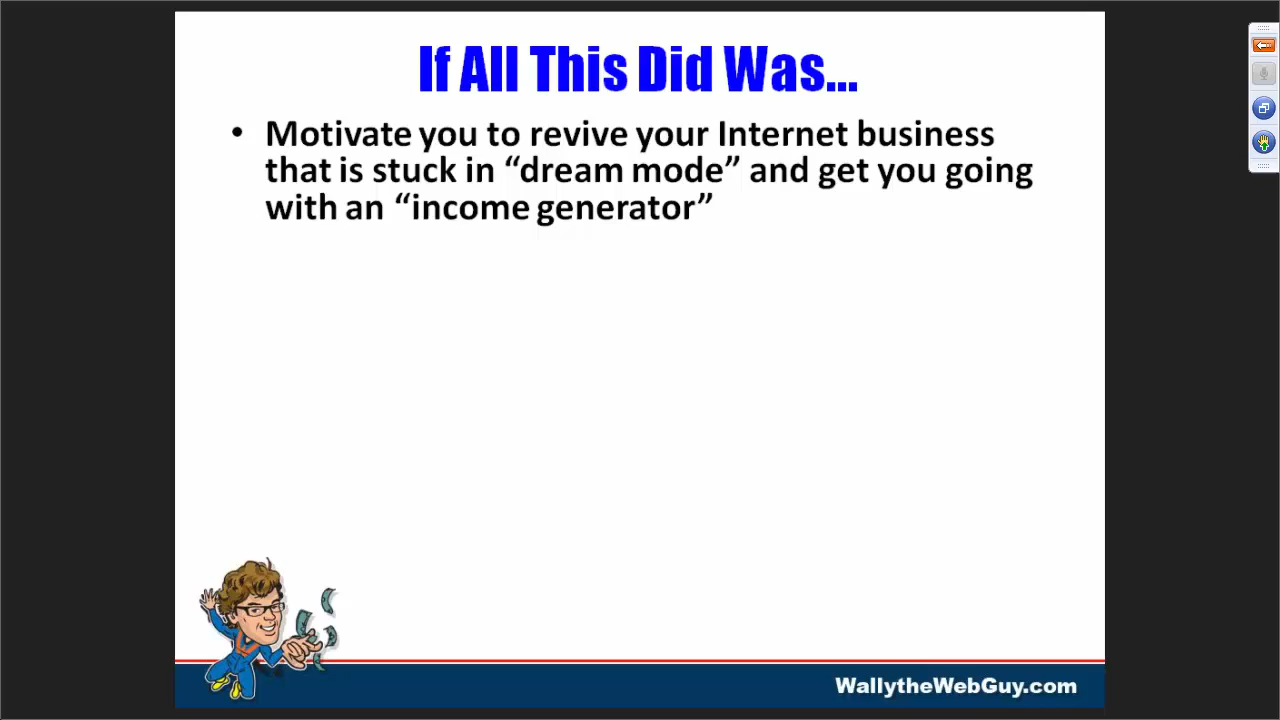 If All This Did Was...
• Motivate you to revive your Internet business
that is stuck in “dream mode” and get you going
with an “income generator”
WallytheWebGuy.com